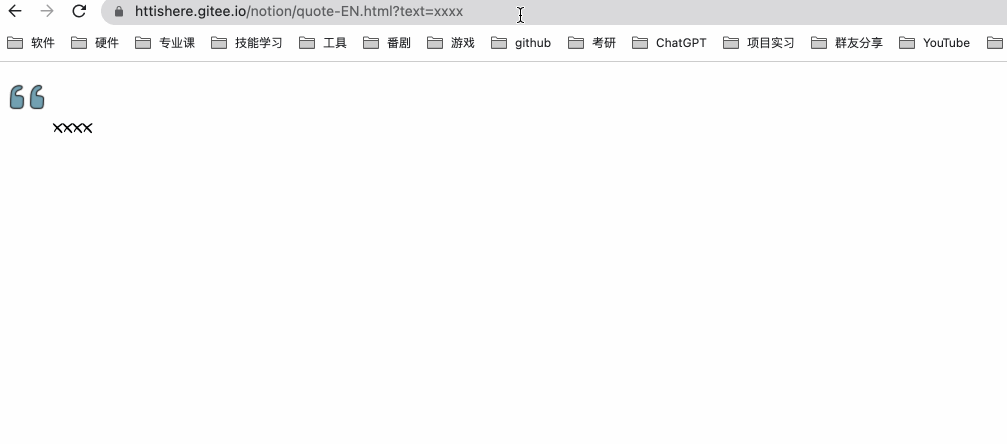 httishere.gitee.io/notion/quote-EN.html?text=xxxx
软件 硬件 专业课 技能学习 工具 番剧 游戏 github 考研 ChatGPT 项目实习 群友分享 YouTube
“
xxxx